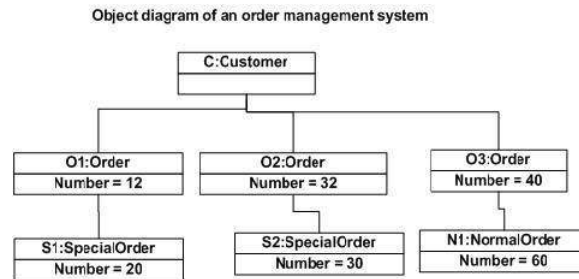 Object diagram of an order management system
C:Customer
O1:Order
Number = 12
O2:Order
Number = 32
O3:Order
Number = 40
S1:SpecialOrder
Number = 20
S2:SpecialOrder
Number = 30
N1:NormalOrder
Number = 60